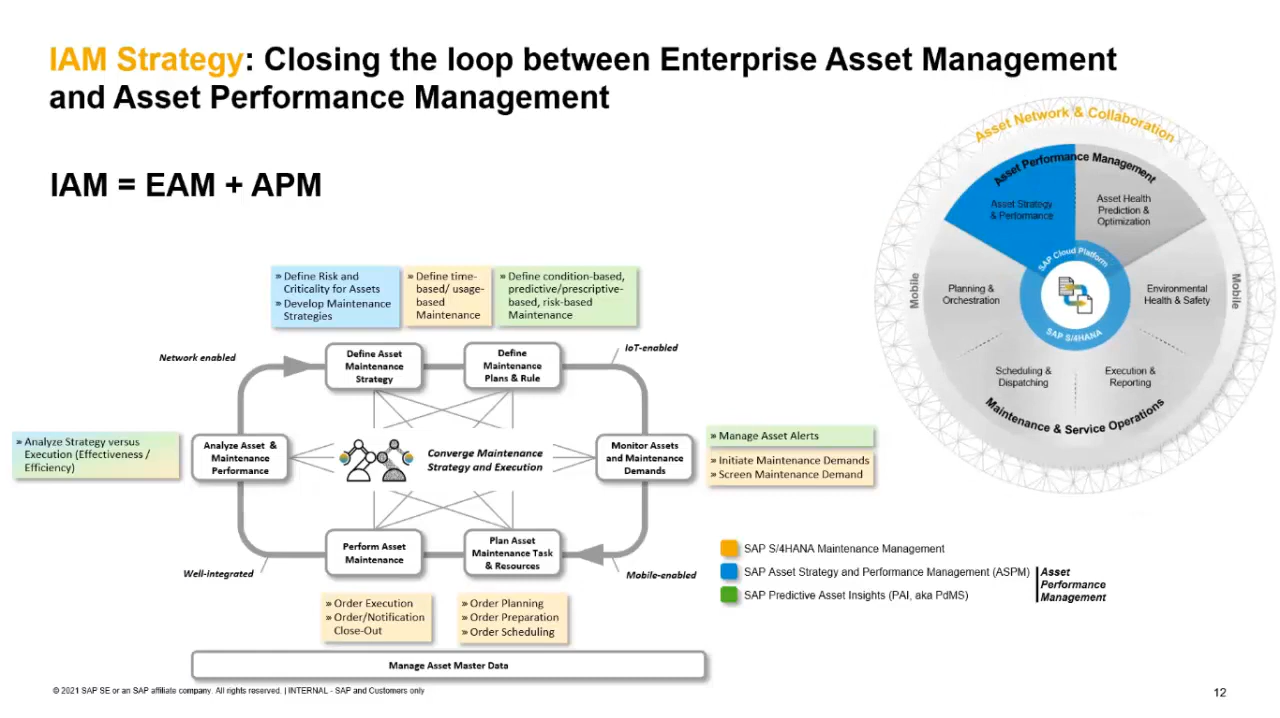 IAM Strategy: Closing the loop between Enterprise Asset Management
and Asset Performance Management
IAM = EAM + APM
Asset Network & Collaboration
Asset Performance Management
Asset Strategy
& Performance
Asset Health
Prediction &
Optimization
SAP Cloud Platform
SAP S/4HANA
Mobile
Mobile
Planning &
Orchestration
Environmental
Health & Safety
Scheduling &
Dispatching
Execution &
Reporting
Maintenance & Service Operations
» Define Risk and
Criticality for Assets
» Develop Maintenance
Strategies
» Define time-
based/ usage-
based
Maintenance
» Define condition-based,
predictive/prescriptive-
based, risk-based
Maintenance
Network enabled
IoT-enabled
Define Asset
Maintenance
Strategy
Define
Maintenance
Plans & Rule
» Analyze Strategy versus
Execution (Effectiveness /
Efficiency)
Analyze Asset &
Maintenance
Performance
Converge Maintenance
Strategy and Execution
Monitor Assets
and Maintenance
Demands
» Manage Asset Alerts
» Initiate Maintenance Demands
» Screen Maintenance Demand
Perform Asset
Maintenance
Plan Asset
Maintenance Task
& Resources
Well-integrated
Mobile-enabled
» Order Execution
» Order/Notification
Close-Out
» Order Planning
» Order Preparation
» Order Scheduling
Manage Asset Master Data
SAP S/4HANA Maintenance Management
SAP Asset Strategy and Performance Management (ASPM)
SAP Predictive Asset Insights (PAI, aka PdMS)
Asset
Performance
Management
© 2021 SAP SE or an SAP affiliate company. All rights reserved. | INTERNAL - SAP and Customers only
12